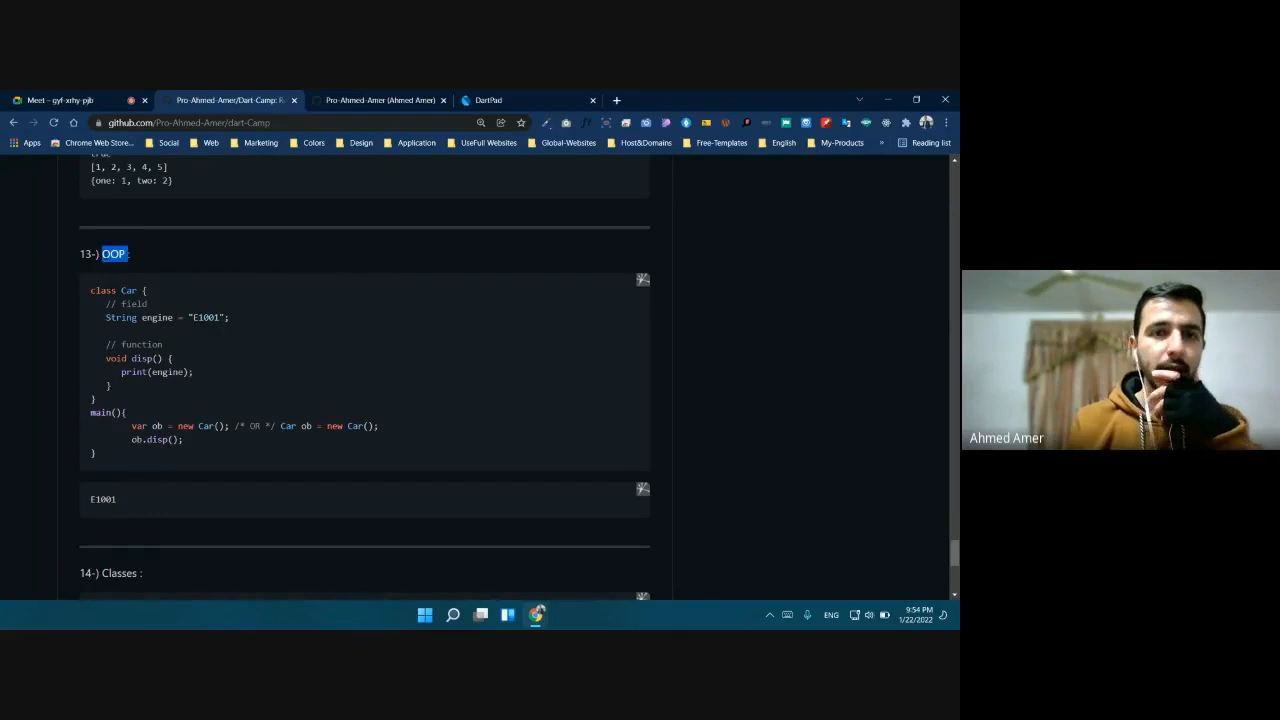 Meet – gyf-xrhy-pjb
Pro-Ahmed-Amer/Dart-Camp: R
Pro-Ahmed-Amer (Ahmed Amer)
DartPad
github.com/Pro-Ahmed-Amer/dart-Camp
Apps
Chrome Web Store...
Social
Web
Marketing
Colors
Design
Application
UseFull Websites
Global-Websites
Host&Domains
Free-Templates
English
My-Products
»
Reading list
true
[1, 2, 3, 4, 5]
{one: 1, two: 2}
13-) OOP :
class Car {
// field
String engine = "E1001";
// function
void disp() {
print(engine);
}
}
main(){
var ob = new Car(); /* OR */ Car ob = new Car();
ob.disp();
}
E1001
14-) Classes :
Ahmed Amer
ENG
9:54 PM
1/22/2022